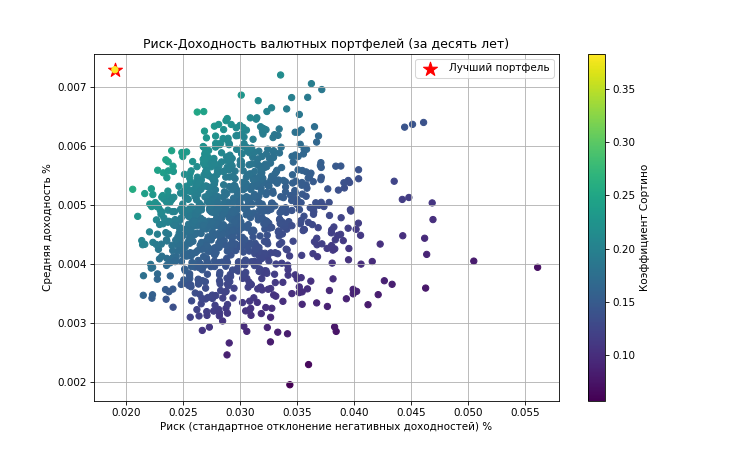 Риск-Доходность валютных портфелей (за десять лет)
Лучший портфель
0.007
0.006
0.005
0.004
0.003
0.002
Средняя доходность %
0.020 0.025 0.030 0.035 0.040 0.045 0.050 0.055
Риск (стандартное отклонение негативных доходностей) %
0.35
0.30
0.25
0.20
0.15
0.10
Коэффициент Сортино